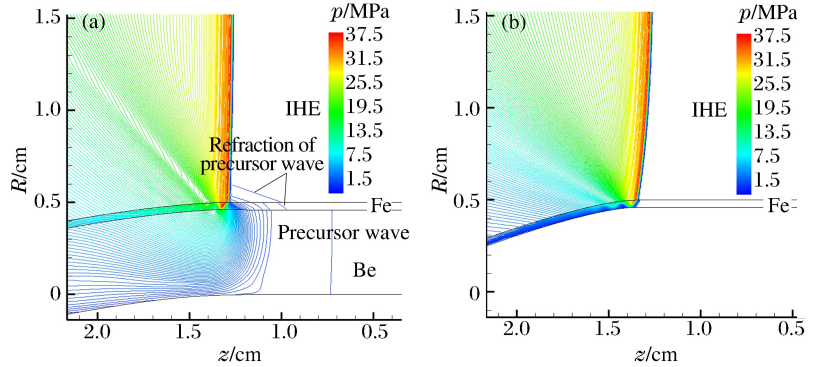 (a)
p/MPa
37.5
31.5
25.5
19.5
13.5
7.5
1.5
IHE
Refraction of
precursor wave
Fe
Precursor wave
Be
1.5
1.0
0.5
0
R/cm
2.0 1.5 1.0 0.5
z/cm
(b)
p/MPa
37.5
31.5
25.5
19.5
13.5
7.5
1.5
IHE
Fe
1.5
1.0
0.5
0
R/cm
2.0 1.5 1.0 0.5
z/cm